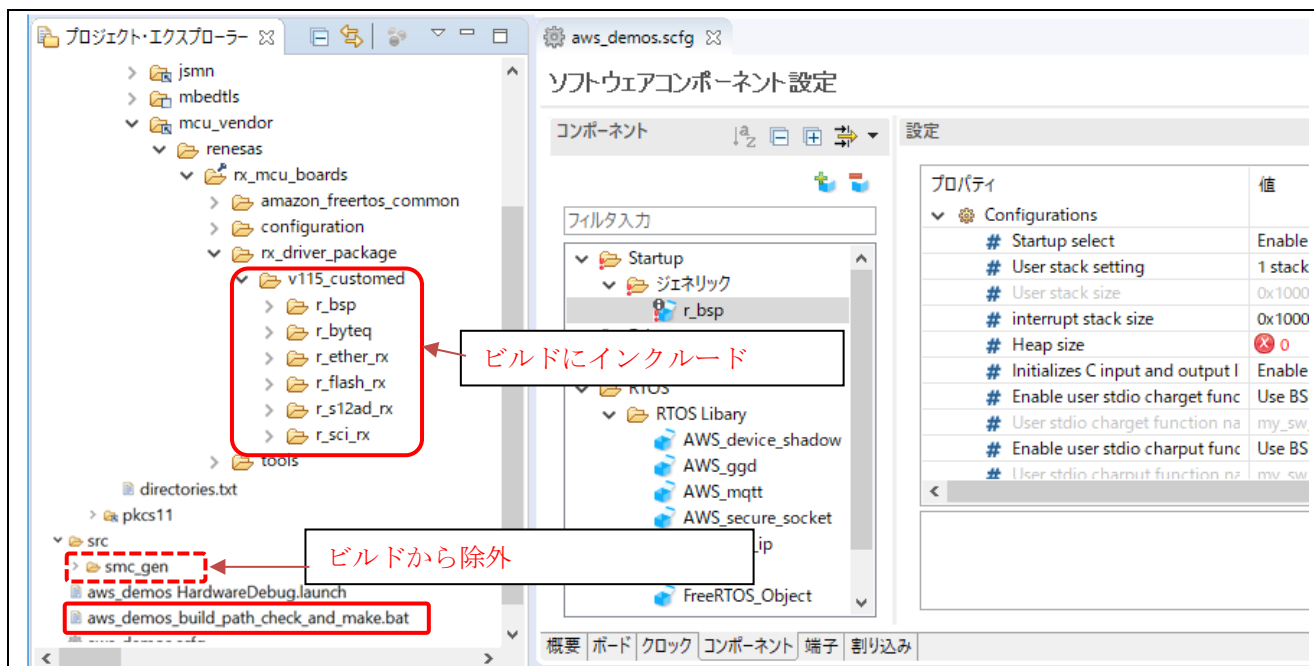 プロジェクト・エクスプローラー
jsmn
mbedtls
mcu_vendor
renesas
rx_mcu_boards
amazon_freertos_common
configuration
rx_driver_package
v115_customed
r_bsp
r_byteq
r_ether_rx
r_flash_rx
r_s12ad_rx
r_sci_rx
tools
directories.txt
pkcs11
src
smc_gen
aws_demos HardwareDebug.launch
aws_demos_build_path_check_and_make.bat
ビルドにインクルード
ビルドから除外
aws_demos.scfg
ソフトウェアコンポーネント設定
コンポーネント
フィルタ入力
Startup
ジェネリック
r_bsp
RTOS
RTOS Libary
AWS_device_shadow
AWS_ggd
AWS_mqtt
AWS_secure_socket
_ip
FreeRTOS_Object
設定
プロパティ 値
Configurations
# Startup select Enable
# User stack setting 1 stack
# User stack size 0x1000
# interrupt stack size 0x1000
# Heap size 0
# Initializes C input and output l Enable
# Enable user stdio charget func Use BS
# User stdio charget function na my_sw_
# Enable user stdio charput func Use BS
# User stdio charput function na my_sw
概要 ボード クロック コンポーネント 端子 割り込み